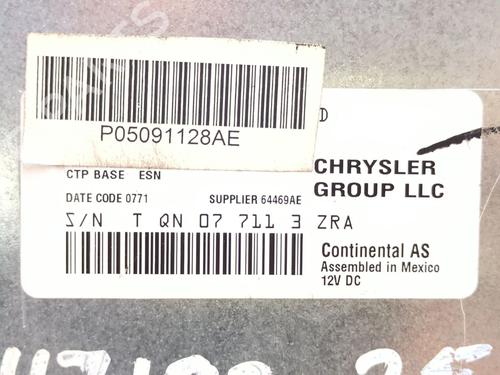 P05091128AE
D
CTP BASE ESN
CHRYSLER
GROUP LLC
DATE CODE 0771 SUPPLIER 64469AE
S/N T QN 07 711 3 ZRA
Continental AS
Assembled in Mexico
12V DC